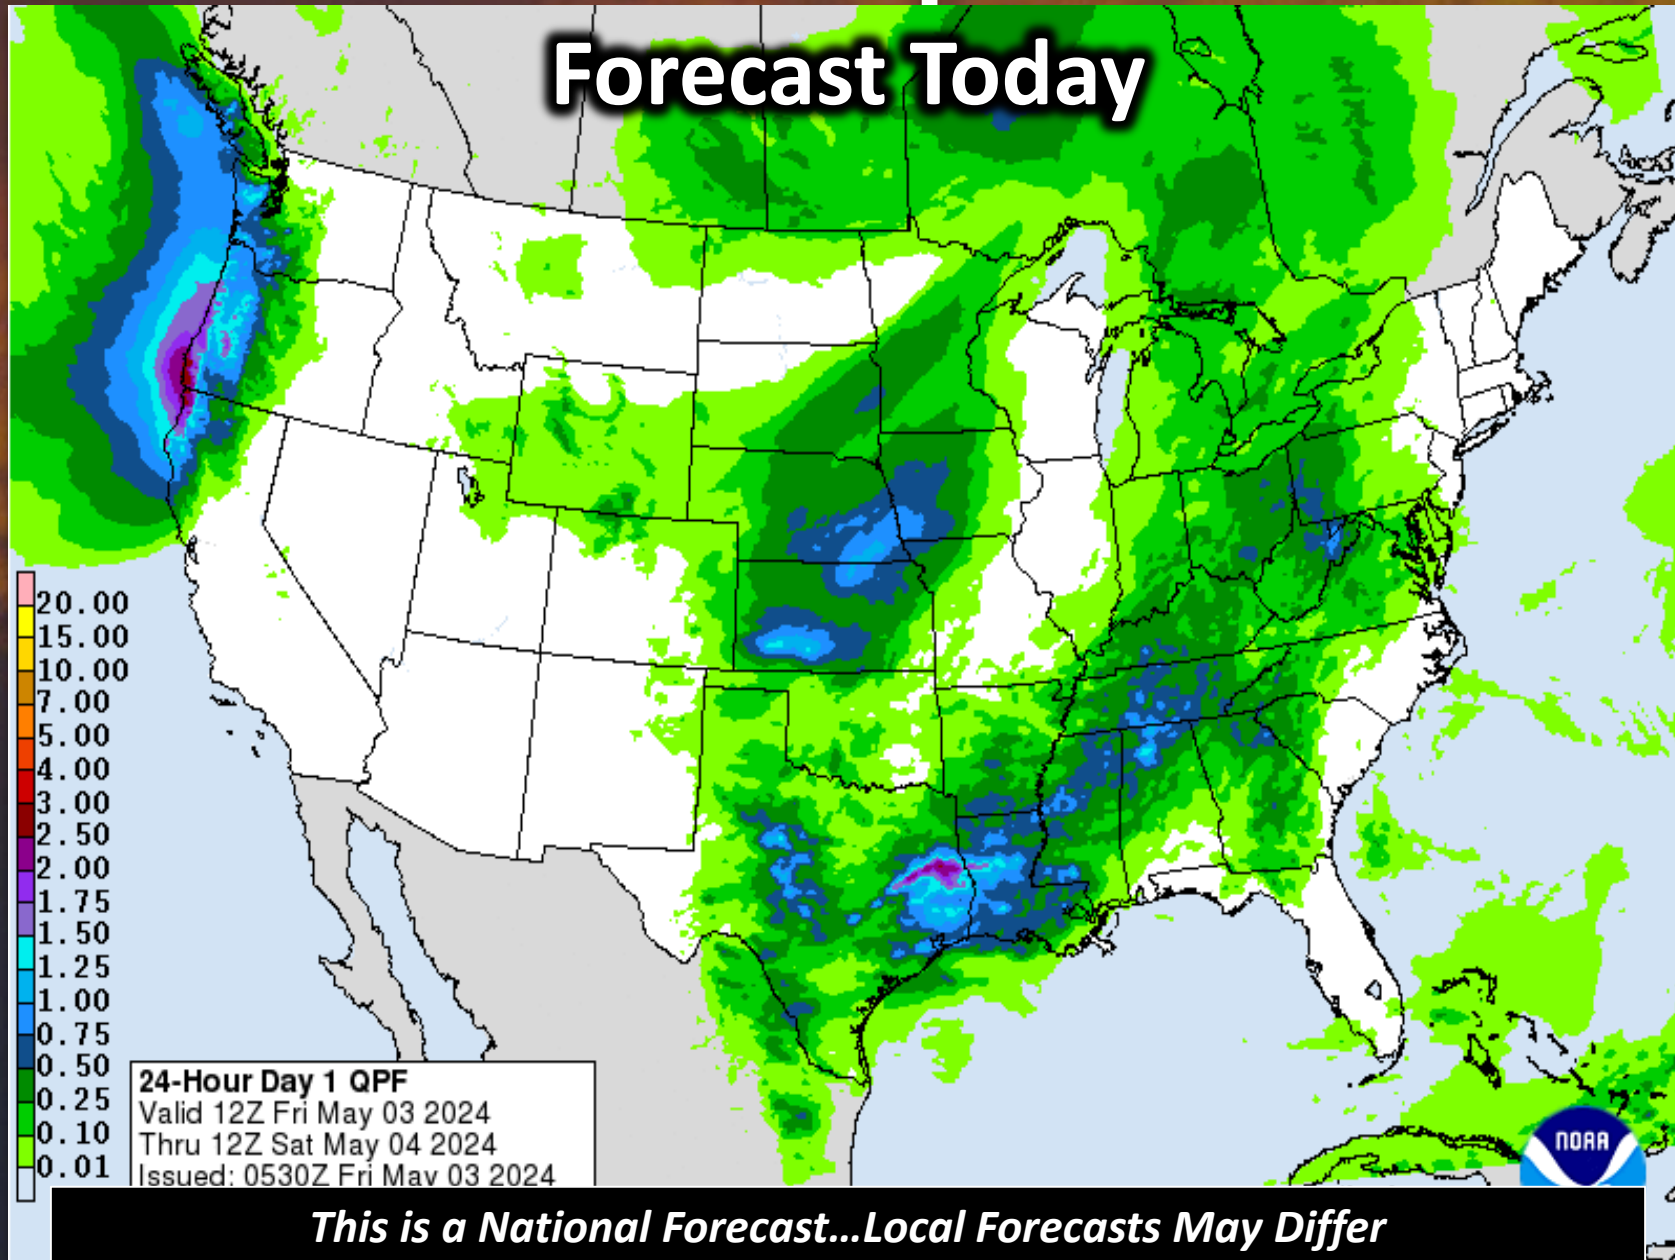 Forecast Today
20.00
15.00
10.00
7.00
5.00
4.00
3.00
2.50
2.00
1.75
1.50
1.25
1.00
0.75
0.50
0.25
0.10
0.01
24-Hour Day 1 QPF
Valid 12Z Fri May 03 2024
Thru 12Z Sat May 04 2024
Issued: 0530Z Fri May 03 2024
NOAA
This is a National Forecast...Local Forecasts May Differ